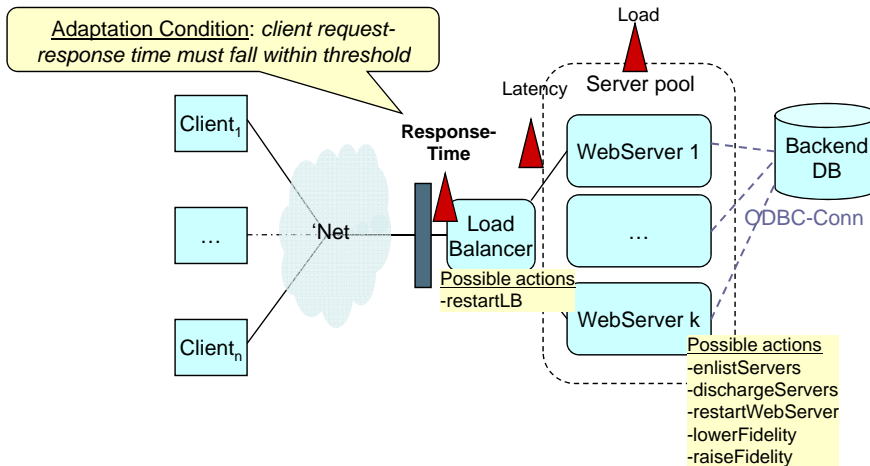 Adaptation Condition: client request-
response time must fall within threshold
Load
Latency
Server pool
Client1
Response-
Time
WebServer 1
Backend
DB
…
'Net
Load
Balancer
…
ODBC-Conn
Possible actions
-restartLB
Clientn
WebServer k
Possible actions
-enlistServers
-dischargeServers
-restartWebServer
-lowerFidelity
-raiseFidelity